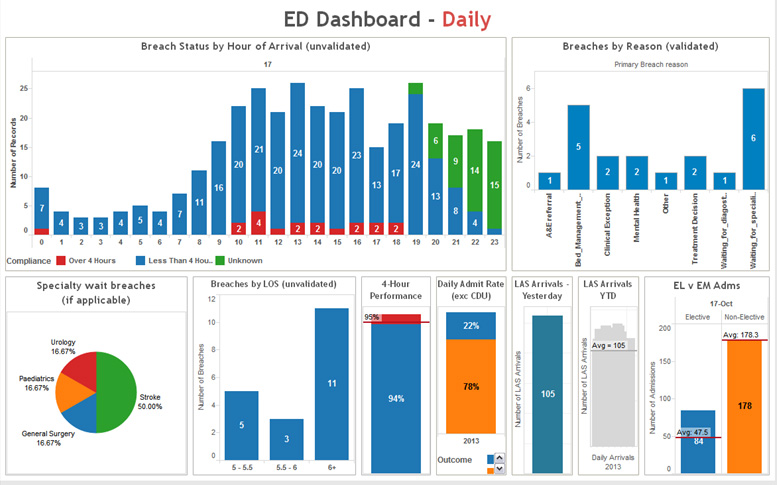 ED Dashboard - Daily
Breach Status by Hour of Arrival (unvalidated)
17
Number of Records
25
20
15
10
5
0
7 4 3 3 4 5 4 7 11 16 20 21 20 24 20 20 23 13 17 24 13 8 4
2 4 2 2 2 2 2 2
6 9 14 15
0 1 2 3 4 5 6 7 8 9 10 11 12 13 14 15 16 17 18 19 20 21 22 23
Compliance Over 4 Hours Less Than 4 Hou.. Unknown
Breaches by Reason (validated)
Primary Breach reason
Number of Breaches
6
4
2
0
1 5 2 2 1 2 1 6
A&E referral
Bed_Management_..
Clinical Exception
Mental Health
Other
Treatment Decision
Waiting_for_diagost..
Waiting_for_speciali..
Specialty wait breaches
(if applicable)
Urology
16.67%
Paediatrics
16.67%
General Surgery
16.67%
Stroke
50.00%
Breaches by LOS (unvalidated)
Number of Breaches
12
10
8
6
4
2
0
5 3 11
5 - 5.5 5.5 - 6 6+
4-Hour
Performance
95%
94%
Daily Admit Rate
(exc CDU)
22%
78%
2013
Outcome
LAS Arrivals -
Yesterday
Number of LAS Arrivals
105
LAS Arrivals
YTD
Number of LAS Arrivals
Avg = 105
Daily Arrivals
2013
EL v EM Adms
17-Oct
Elective Non-Elective
Number of Admissions
200
150
100
50
0
Avg: 47.5
84
Avg: 178.3
178